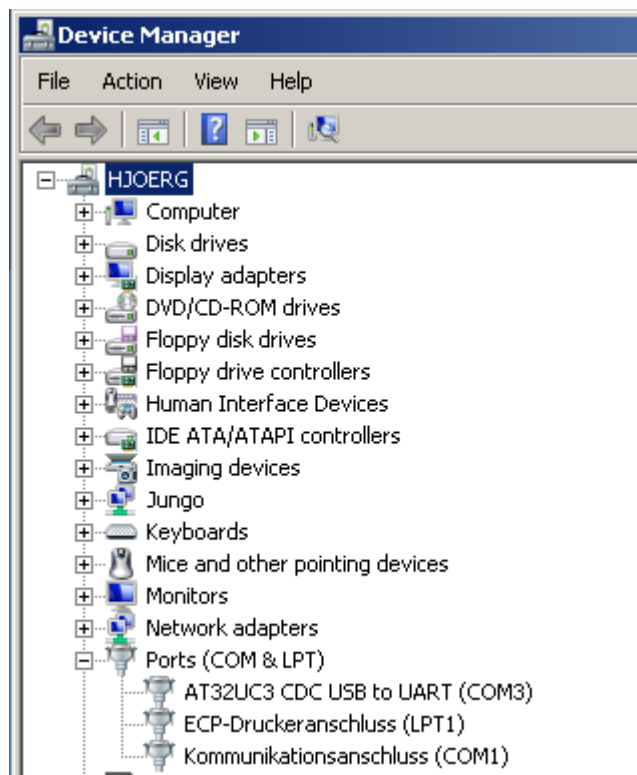 Device Manager
File Action View Help
HJOERG
Computer
Disk drives
Display adapters
DVD/CD-ROM drives
Floppy disk drives
Floppy drive controllers
Human Interface Devices
IDE ATA/ATAPI controllers
Imaging devices
Jungo
Keyboards
Mice and other pointing devices
Monitors
Network adapters
Ports (COM & LPT)
AT32UC3 CDC USB to UART (COM3)
ECP-Druckeranschluss (LPT1)
Kommunikationsanschluss (COM1)